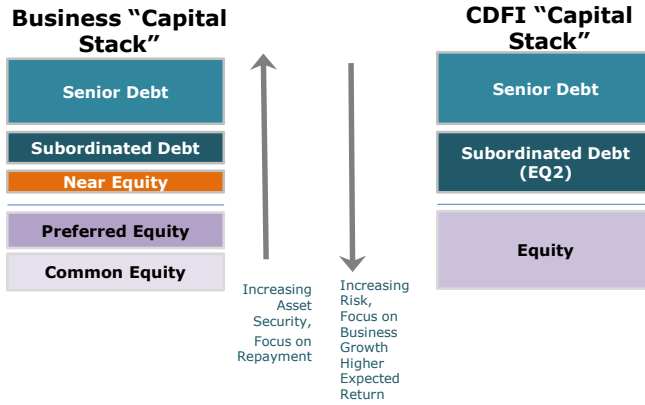 Business “Capital
Stack”
Senior Debt
Subordinated Debt
Near Equity
Preferred Equity
Common Equity
Increasing
Asset
Security,
Focus on
Repayment
Increasing
Risk,
Focus on
Business
Growth
Higher
Expected
Return
CDFI “Capital
Stack”
Senior Debt
Subordinated Debt
(EQ2)
Equity